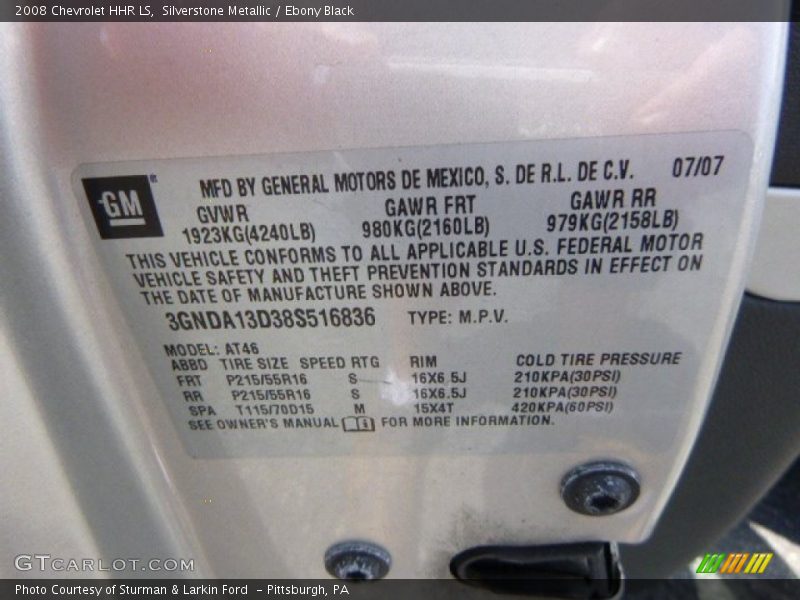 2008 Chevrolet HHR LS, Silverstone Metallic / Ebony Black
GM ®
MFD BY GENERAL MOTORS DE MEXICO, S. DE R.L. DE C.V. 07/07
GVWR GAWR FRT GAWR RR
1923KG(4240LB) 980KG(2160LB) 979KG(2158LB)
THIS VEHICLE CONFORMS TO ALL APPLICABLE U.S. FEDERAL MOTOR
VEHICLE SAFETY AND THEFT PREVENTION STANDARDS IN EFFECT ON
THE DATE OF MANUFACTURE SHOWN ABOVE.
3GNDA13D38S516836 TYPE: M.P.V.
MODEL: AT46
ABBD TIRE SIZE SPEED RTG RIM COLD TIRE PRESSURE
FRT P215/55R16 S 16X6.5J 210KPA(30PSI)
RR P215/55R16 S 16X6.5J 210KPA(30PSI)
SPA T115/70D15 M 15X4T 420KPA(60PSI)
SEE OWNER'S MANUAL FOR MORE INFORMATION.
GTCARLOT.COM
Photo Courtesy of Sturman & Larkin Ford - Pittsburgh, PA